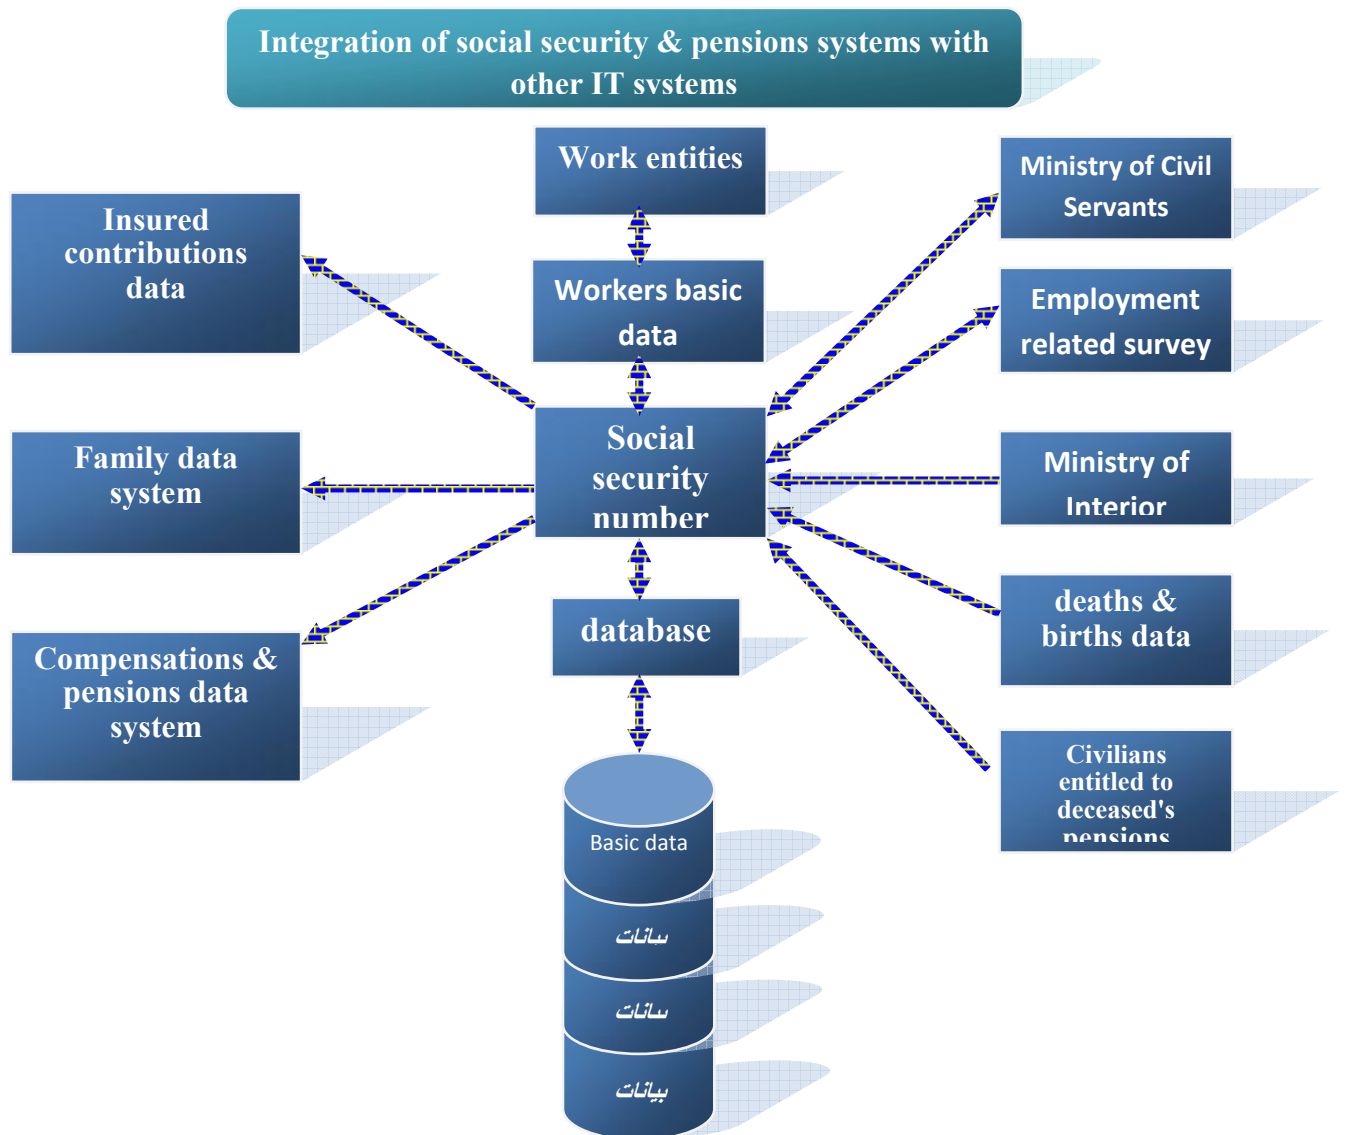 Integration of social security & pensions systems with
other IT systems
Work entities
Ministry of Civil
Servants
Insured
contributions
data
Workers basic
data
Employment
related survey
Social
security
number
Family data
system
Ministry of
Interior
database
deaths &
births data
Compensations &
pensions data
system
Civilians
entitled to
deceased's
pensions
Basic data
بيانات
بيانات
بيانات